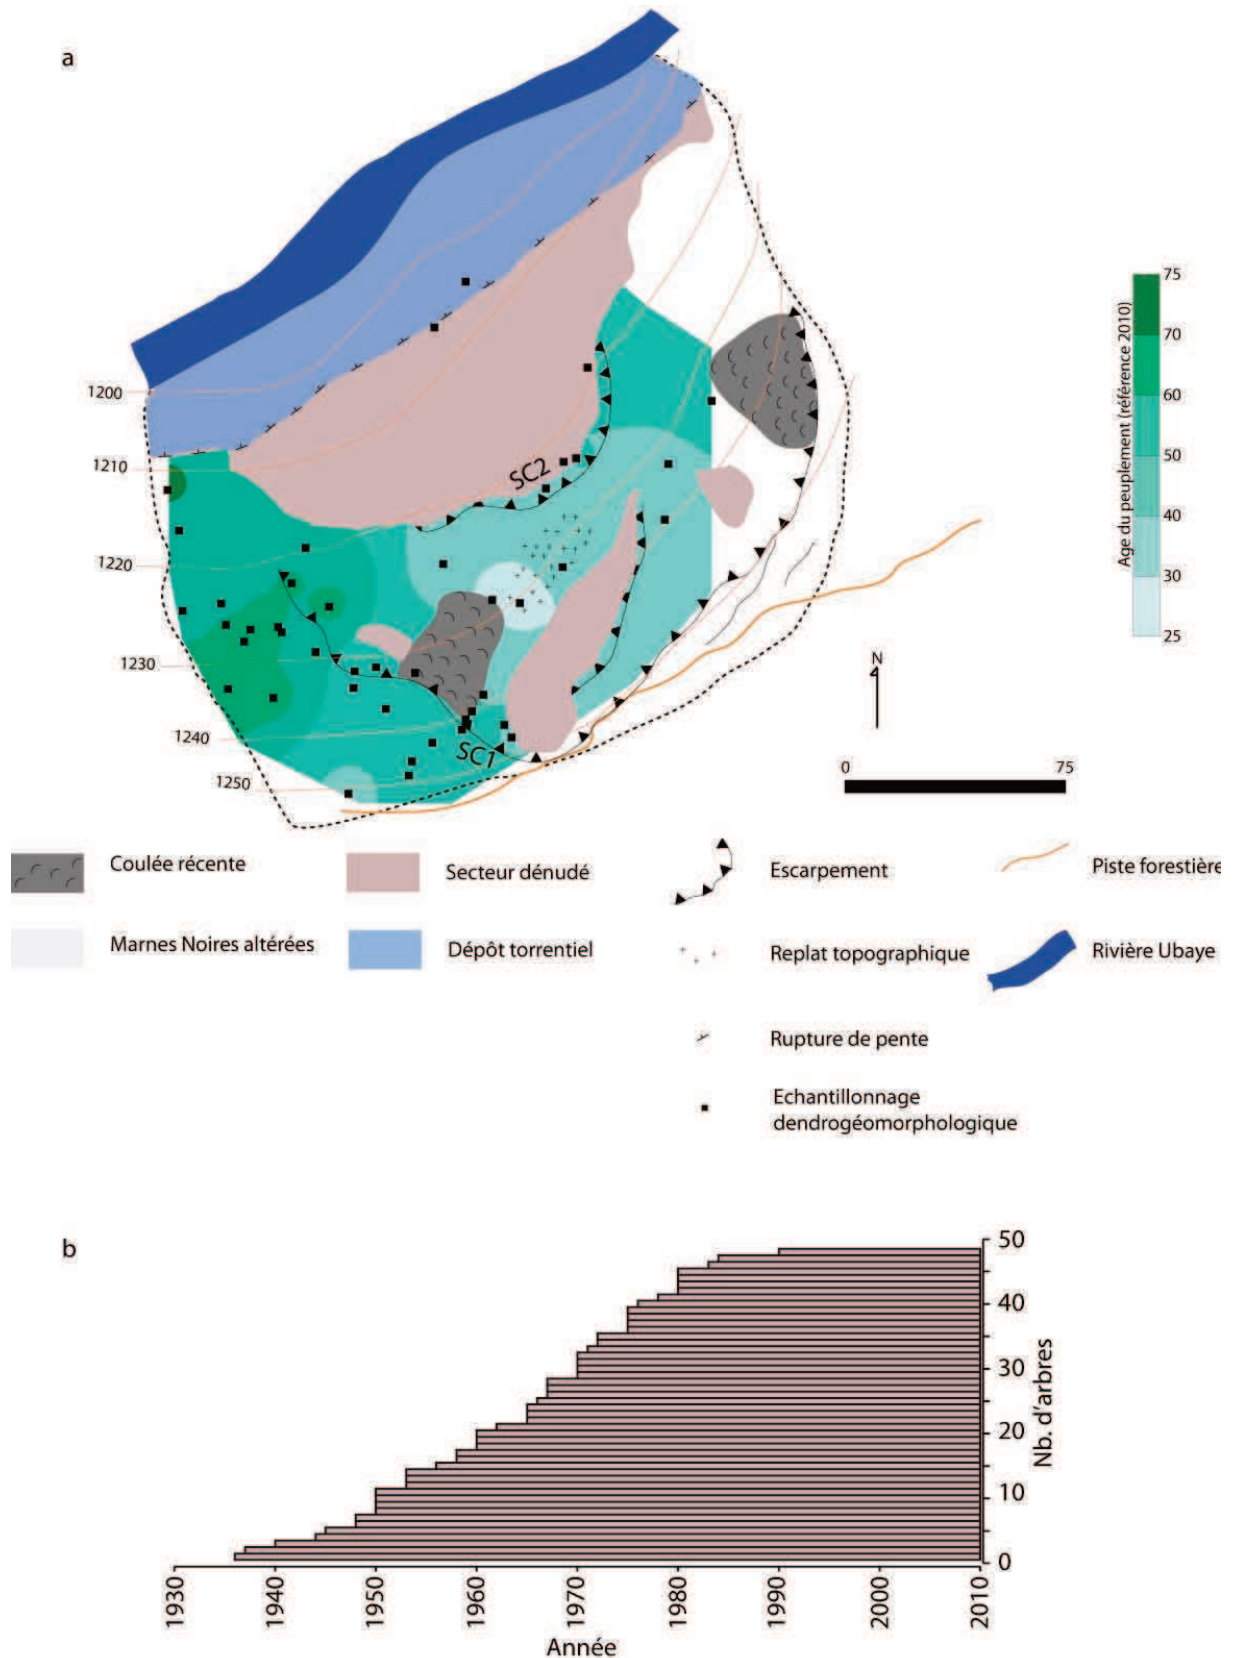 a
1200
1210
1220
1230
1240
1250
SC2
SC1
N
0
75
75
70
60
50
40
30
25
Age du peuplement (référence 2010)
Coulée récente
Secteur dénudé
Escarpement
Piste forestière
Marnes Noires altérées
Dépôt torrentiel
Replat topographique
Rivière Ubaye
Rupture de pente
Echantillonnage
dendrogéomorphologique
b
50
40
30
20
10
0
Nb. d'arbres
1930
1940
1950
1960
1970
1980
1990
2000
2010
Année